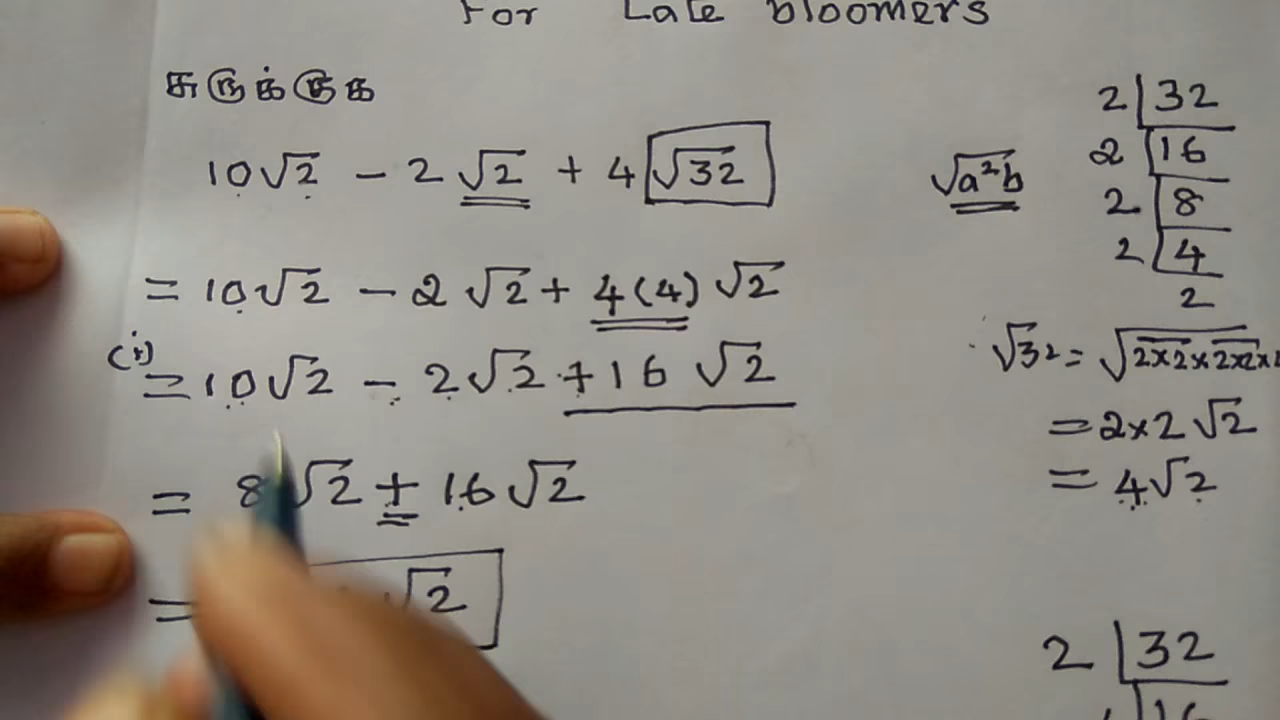 For Late bloomers
சுருக்குக
10√2 − 2√2 + 4√32
= 10√2 − 2√2 + 4(4)√2
(i)
= 10√2 − 2√2 + 16√2
= 8√2 + 16√2
= √2
√a²b
2|32
2|16
2|8
2|4
2
√32 = √2×2×2×2×
= 2×2√2
= 4√2
2|32
16